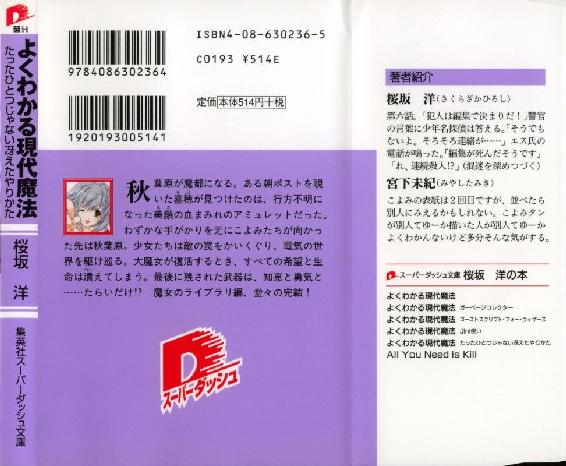 よくわかる現代魔法
たったひとつじゃない冴えたやりかた
桜坂 洋
集英社スーパーダッシュ文庫
ISBN4-08-630236-5
C0193 ¥514E
9784086302364
定価 本体514円+税
1920193005141
秋葉原が魔都になる。ある朝ポストを覗
いた嘉穂が見つけたのは、行方不明に
なった美鎖の血まみれのアミュレットだった。
わずかな手がかりを元にこよみたちが向かっ
た先は秋葉原。少女たちは敵の罠をかいくぐり、電気の世
界を駆け巡る。大魔女が復活するとき、すべての希望と生
命は潰えてしまう。最後に残された武器は、知恵と勇気と
……たらいだけ!? 魔女のライブラリ編、堂々の完結!
スーパーダッシュ
著者紹介
桜坂 洋(さくらざかひろし)
第六話。「犯人は編集で決まりだ!」警官
の言葉に少年名探偵は答える。「そうでも
ないよ。そろそろ連絡が……」エス氏の
電話が鳴った。「編集が死んだそうです」
「れ、連続殺人!?」(混迷を深めつづく)
宮下未紀(みやしたみき)
こよみの表紙は2回目ですが、並べたら
別人にみえるかもしれない。こよみタン
が別人てゆーか描いた人が別人てゆーか
よくわかんないけど多分そんな気がする。
スーパーダッシュ文庫 桜坂 洋の本
よくわかる現代魔法
よくわかる現代魔法 ガーベージコレクター
よくわかる現代魔法 ゴーストスクリプト・フォー・ウィザーズ
よくわかる現代魔法 jini使い
よくわかる現代魔法 たったひとつじゃない冴えたやりかた
All You Need Is Kill